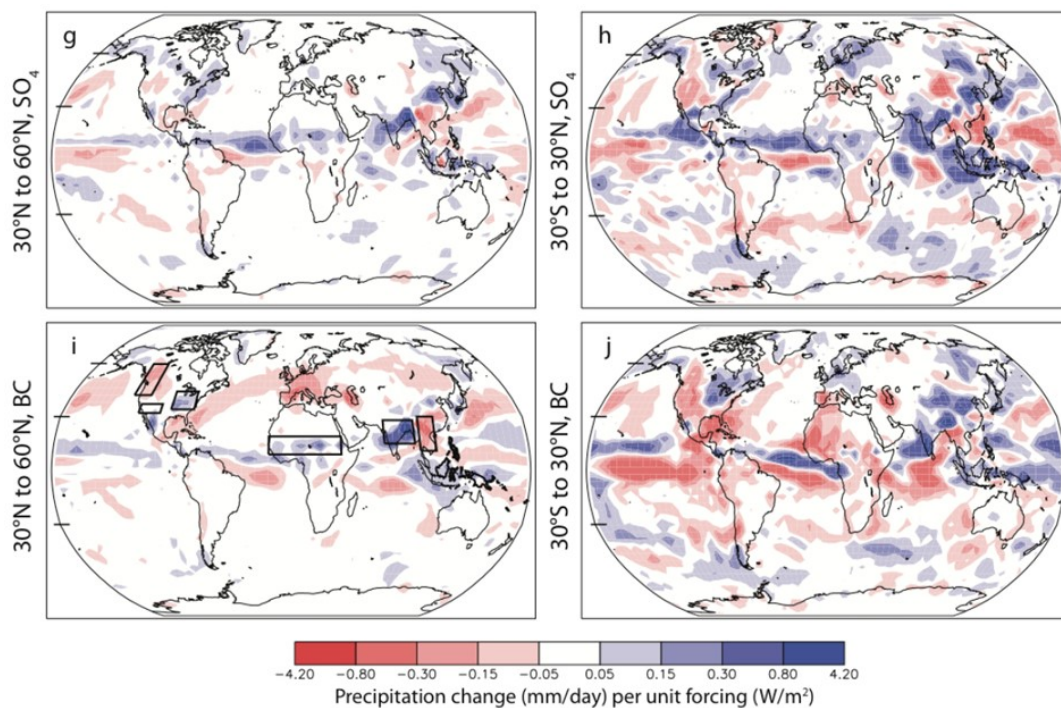 g
h
30°N to 60°N, SO₄
30°S to 30°N, SO₄
i
j
30°N to 60°N, BC
30°S to 30°N, BC
−4.20 −0.80 −0.30 −0.15 −0.05 0.05 0.15 0.30 0.80 4.20
Precipitation change (mm/day) per unit forcing (W/m²)